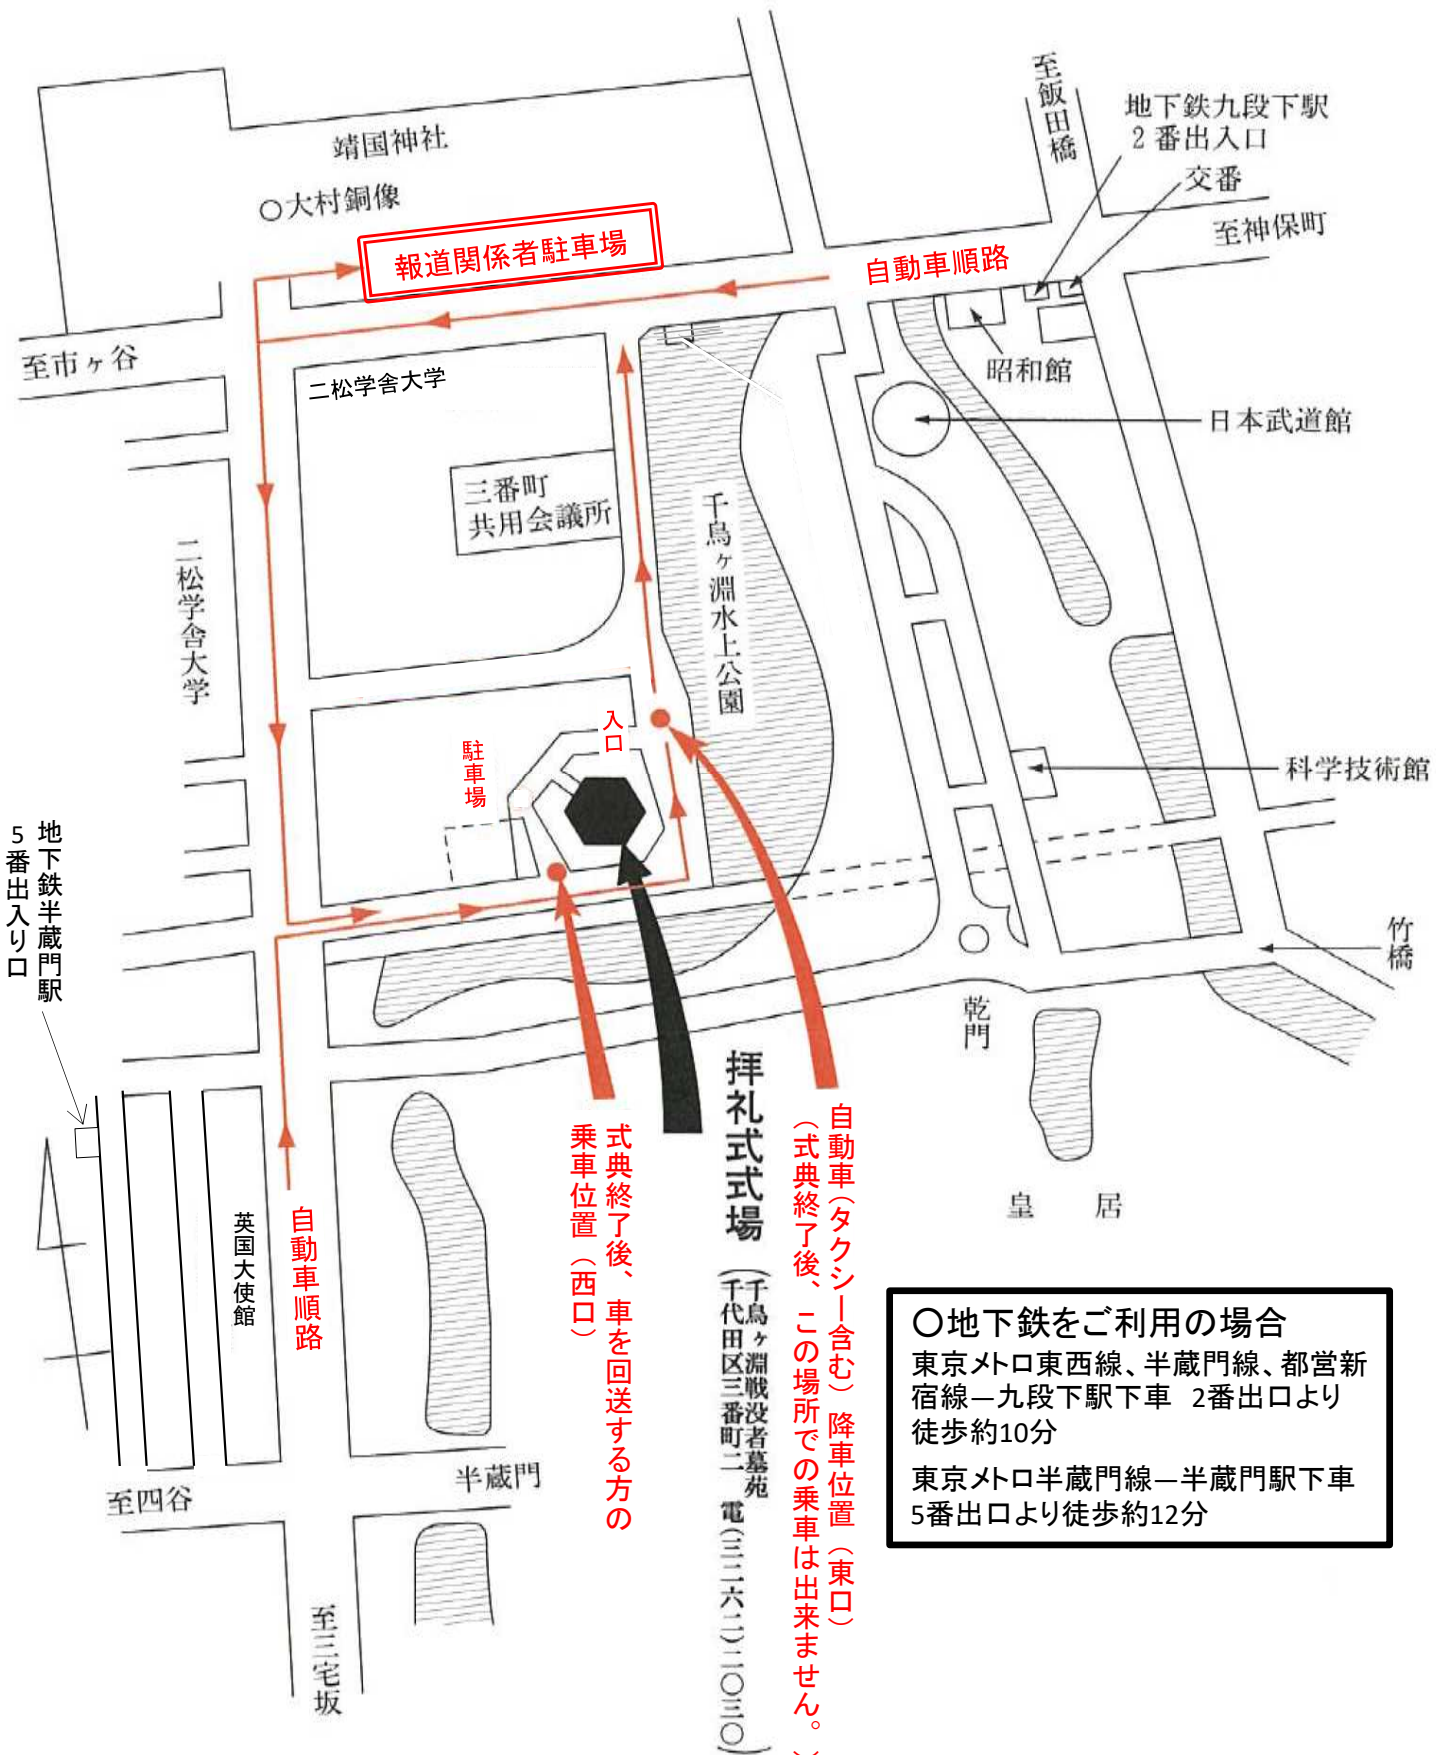 至飯田橋
地下鉄九段下駅
２番出入口
交番
至神保町
靖国神社
○大村銅像
報道関係者駐車場
自動車順路
至市ヶ谷
二松学舎大学
昭和館
日本武道館
三番町
共用会議所
千鳥ヶ淵水上公園
二松学舎大学
入口
駐車場
科学技術館
地下鉄半蔵門駅
5番出入り口
竹橋
乾門
皇居
英国大使館
自動車順路
式典終了後、車を回送する方の
乗車位置（西口）
拝礼式式場
（千鳥ヶ淵戦没者墓苑
千代田区三番町二　電（三二六二）二〇三〇）
自動車（タクシー含む）降車位置（東口）
（式典終了後、この場所での乗車は出来ません。）
至四谷
半蔵門
至三宅坂
○地下鉄をご利用の場合
東京メトロ東西線、半蔵門線、都営新
宿線―九段下駅下車　2番出口より
徒歩約10分
東京メトロ半蔵門線―半蔵門駅下車
5番出口より徒歩約12分